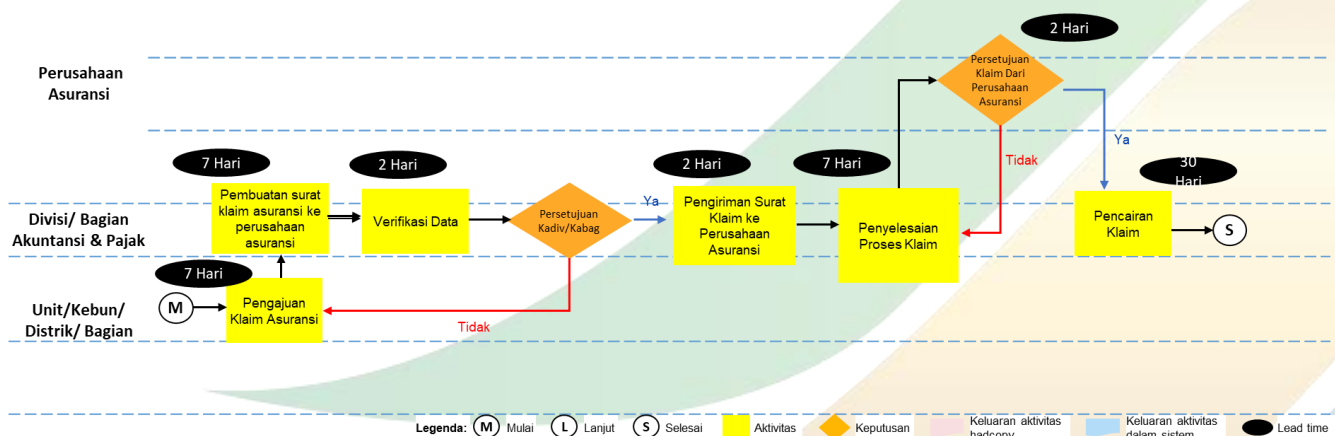 2 Hari
Perusahaan
Asuransi
Persetujuan
Klaim Dari
Perusahaan
Asuransi
Ya
Tidak
7 Hari
2 Hari
2 Hari
7 Hari
30
Hari
Divisi/ Bagian
Akuntansi & Pajak
Pembuatan surat
klaim asuransi ke
perusahaan
asuransi
Verifikasi Data
Persetujuan
Kadiv/Kabag
Ya
Pengiriman Surat
Klaim ke
Perusahaan
Asuransi
Penyelesaian
Proses Klaim
Pencairan
Klaim
S
7 Hari
Unit/Kebun/
Distrik/ Bagian
M
Pengajuan
Klaim Asuransi
Tidak
Legenda: M Mulai L Lanjut S Selesai Aktivitas Keputusan Keluaran aktivitas
hadcopy Keluaran aktivitas
dalam sistem Lead time